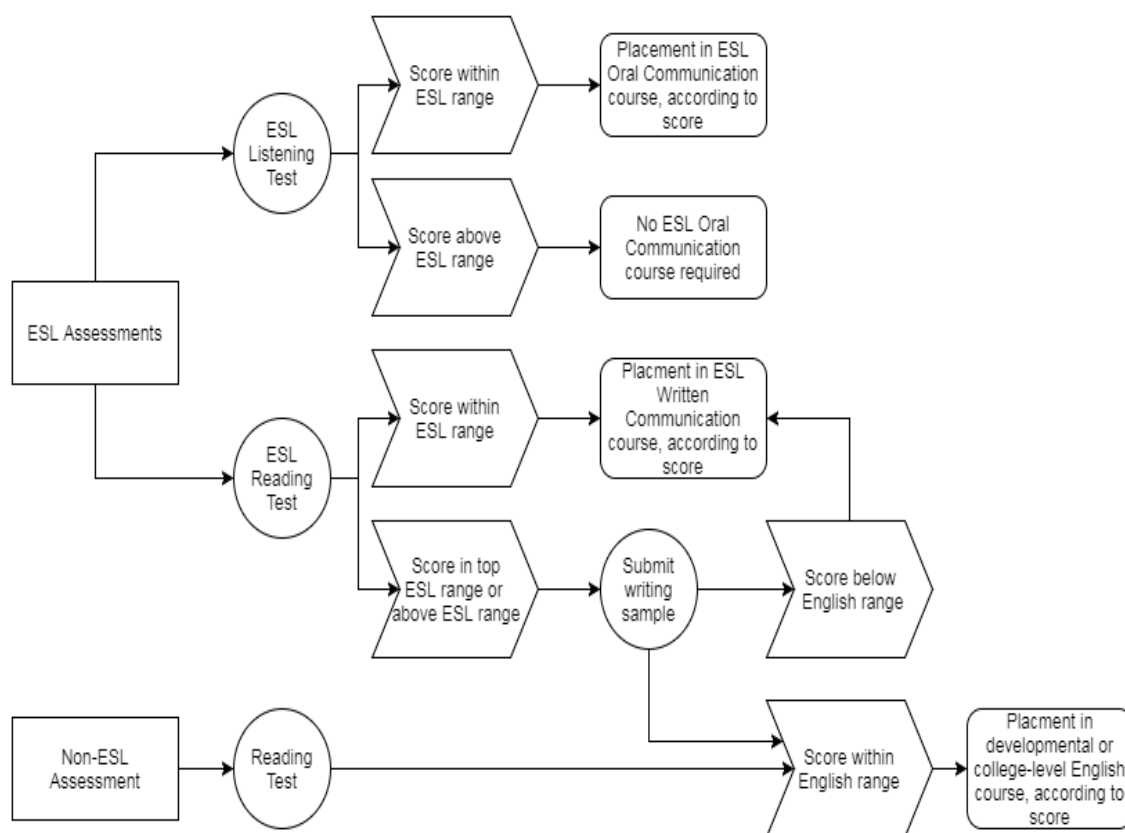 Score within
ESL range
Placement in ESL
Oral Communication
course, according to
score
ESL
Listening
Test
Score above
ESL range
No ESL Oral
Communication
course required
ESL Assessments
Score within
ESL range
Placment in ESL
Written
Communication
course, according to
score
ESL
Reading
Test
Score in top
ESL range or
above ESL range
Submit
writing
sample
Score below
English range
Non-ESL
Assessment
Reading
Test
Score within
English range
Placment in
developmental or
college-level English
course, according to
score